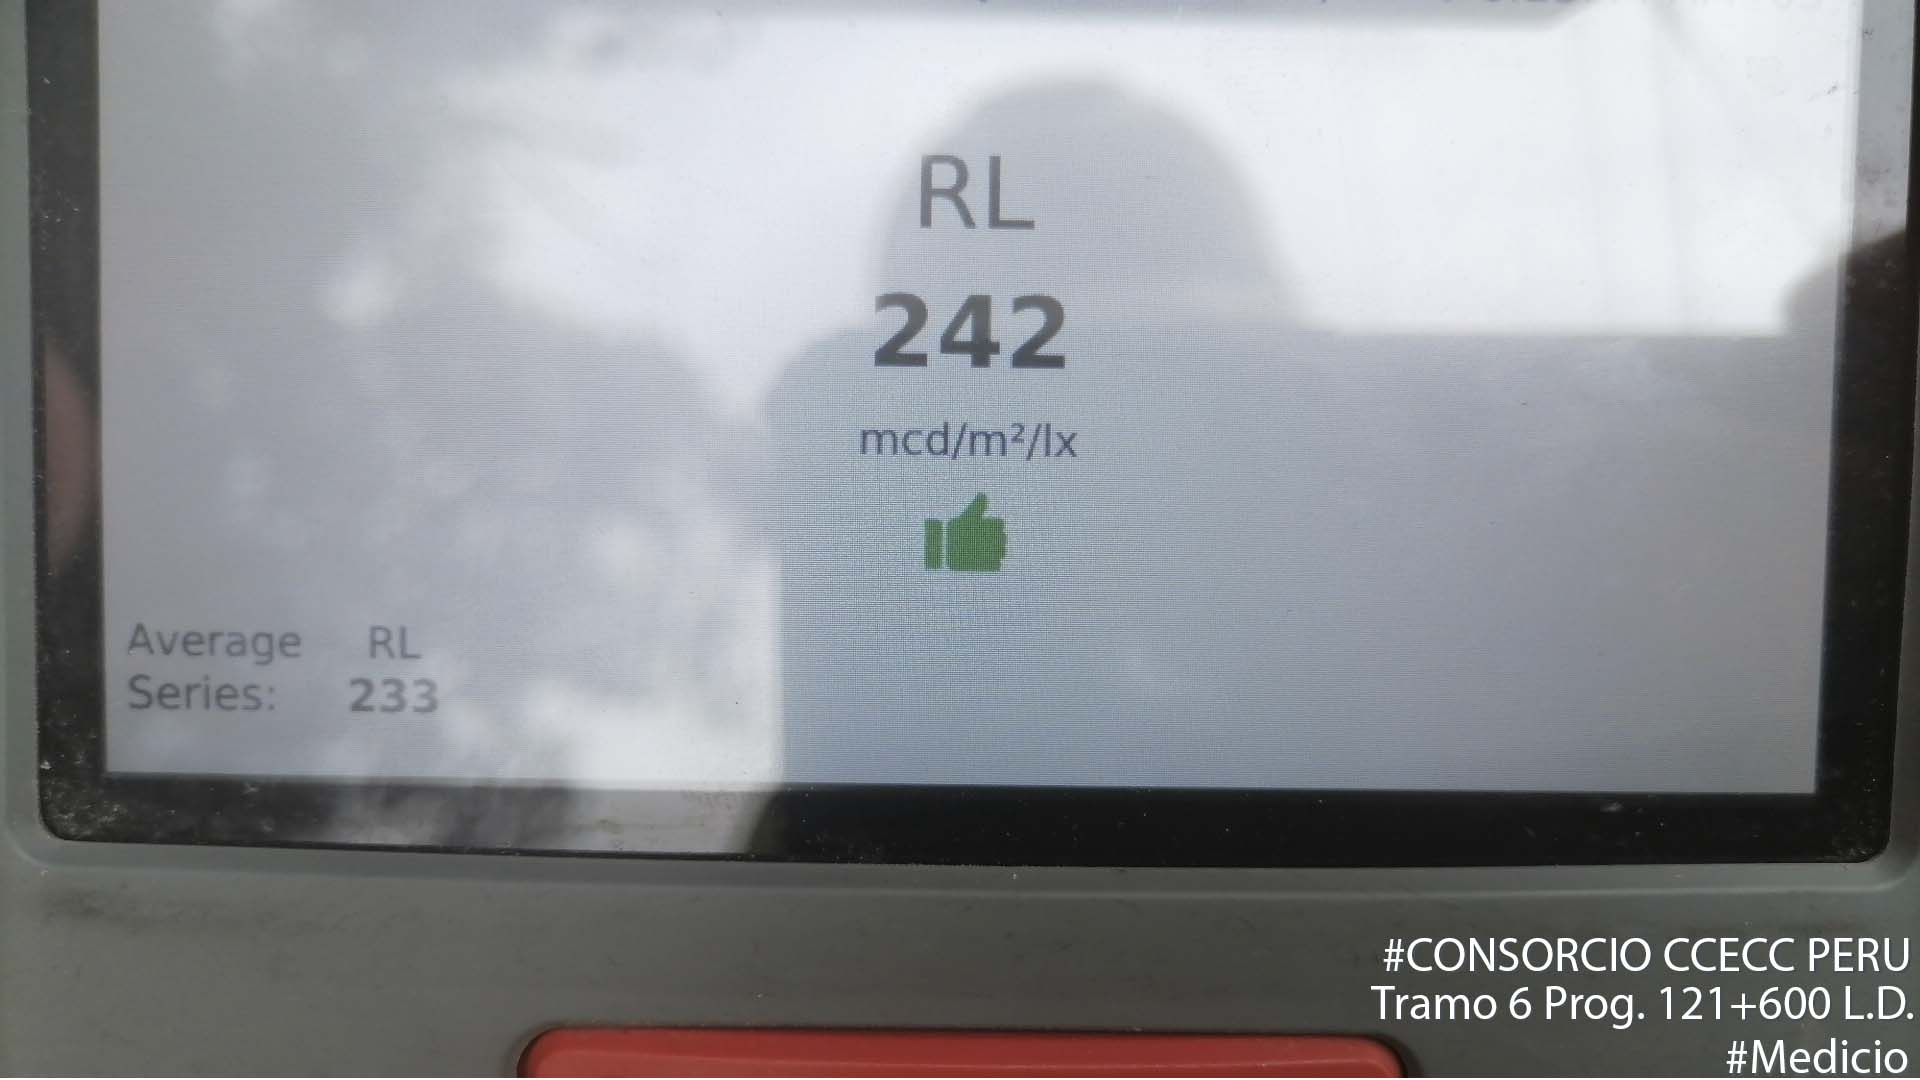 RL
242
mcd/m²/lx
Average RL
Series: 233
#CONSORCIO CCECC PERU
Tramo 6 Prog. 121+600 L.D.
#Medicio